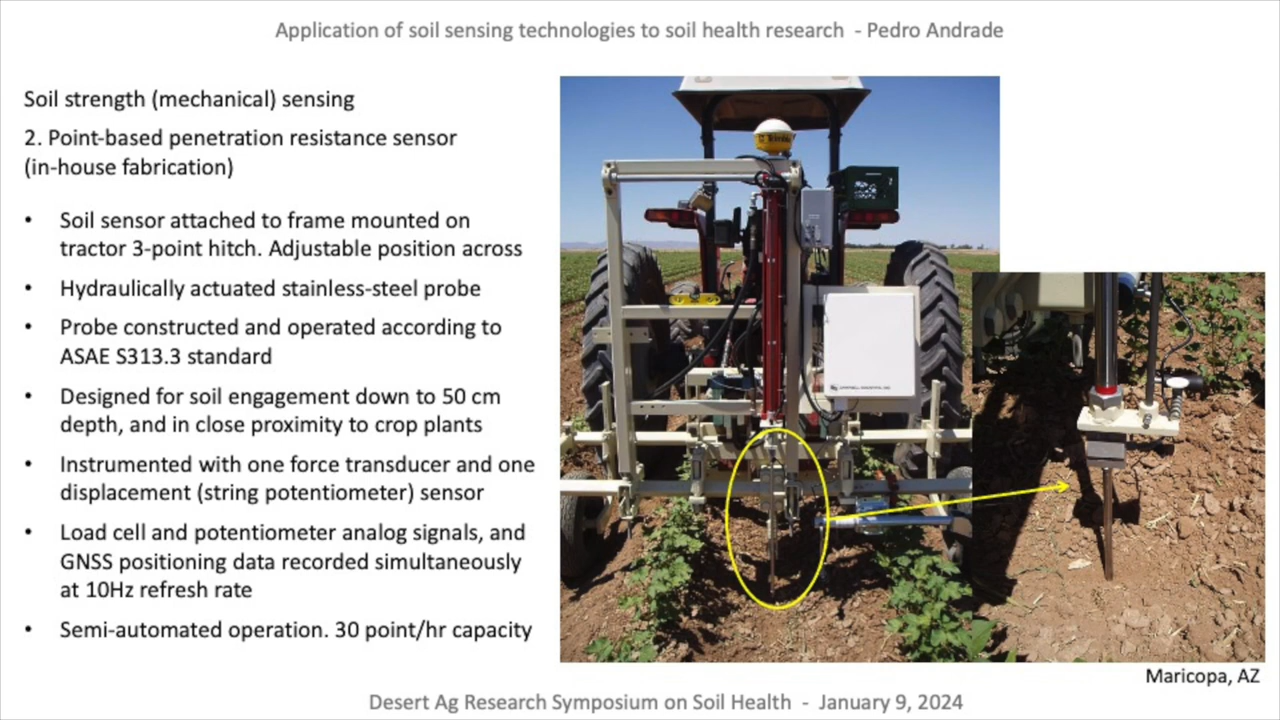 Application of soil sensing technologies to soil health research - Pedro Andrade
Soil strength (mechanical) sensing
2. Point-based penetration resistance sensor
(in-house fabrication)
• Soil sensor attached to frame mounted on
tractor 3-point hitch. Adjustable position across
• Hydraulically actuated stainless-steel probe
• Probe constructed and operated according to
ASAE S313.3 standard
• Designed for soil engagement down to 50 cm
depth, and in close proximity to crop plants
• Instrumented with one force transducer and one
displacement (string potentiometer) sensor
• Load cell and potentiometer analog signals, and
GNSS positioning data recorded simultaneously
at 10Hz refresh rate
• Semi-automated operation. 30 point/hr capacity
Trimble
Maricopa, AZ
Desert Ag Research Symposium on Soil Health - January 9, 2024